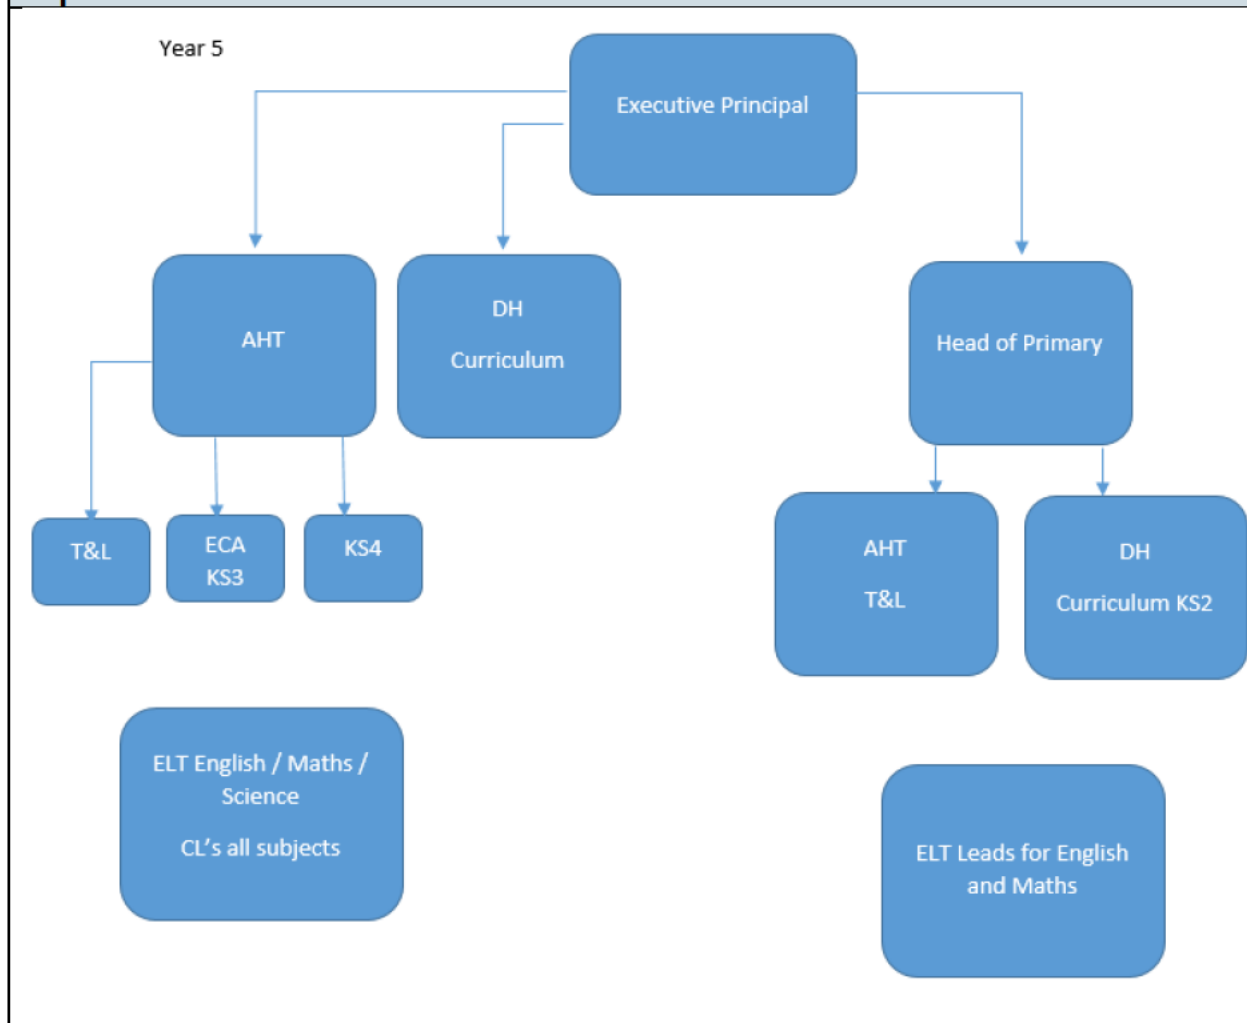 Year 5
Executive Principal
AHT
DH
Curriculum
Head of Primary
T&L
ECA
KS3
KS4
AHT
T&L
DH
Curriculum KS2
ELT English / Maths /
Science
CL’s all subjects
ELT Leads for English
and Maths